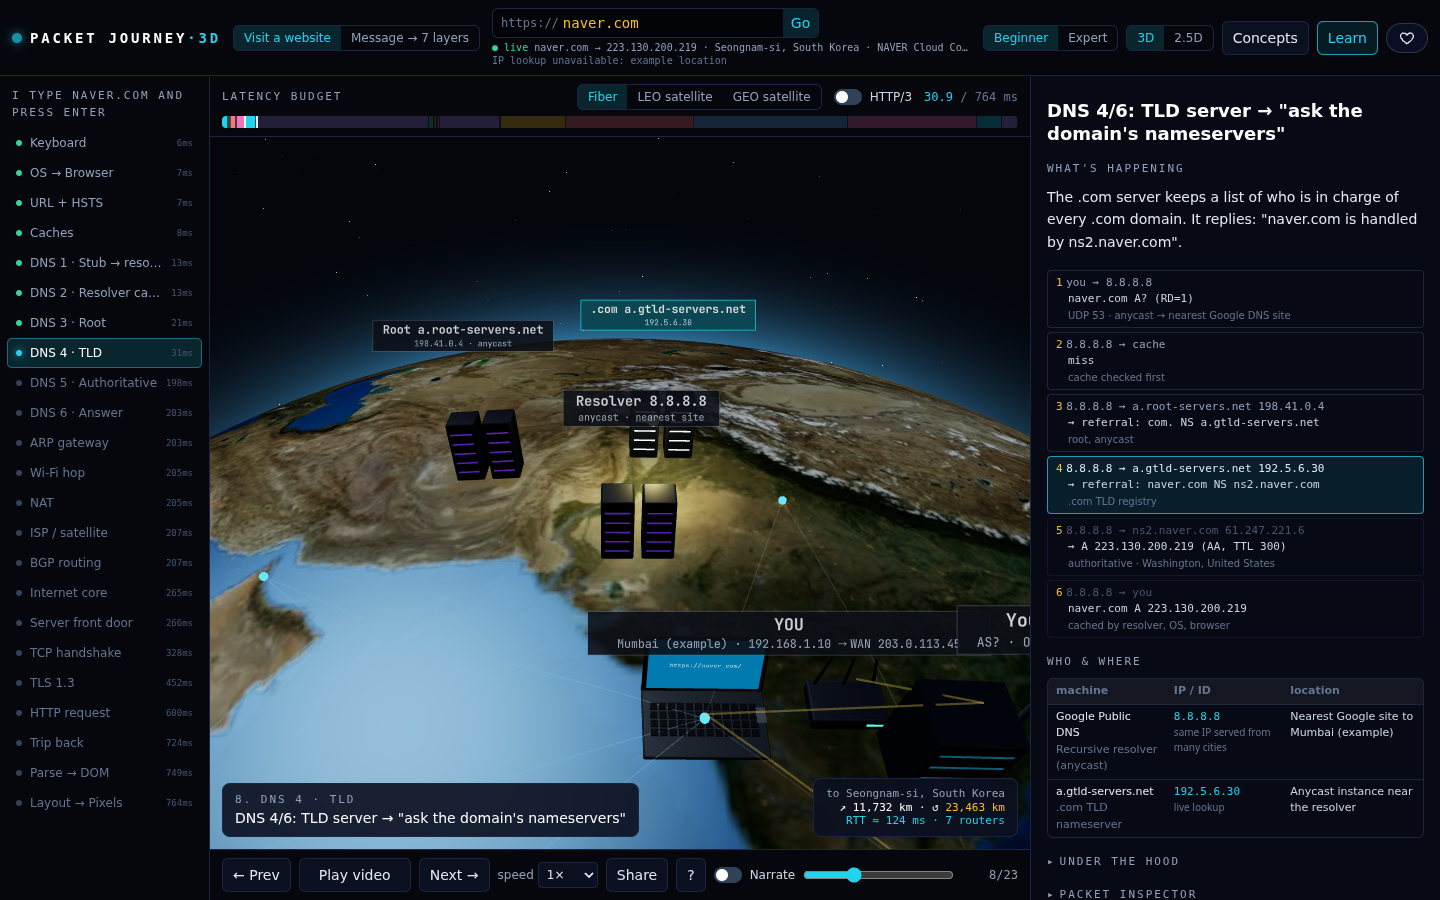 PACKET JOURNEY·3D
Visit a website
Message → 7 layers
https:// naver.com
Go
● live naver.com → 223.130.200.219 · Seongnam-si, South Korea · NAVER Cloud Co…
IP lookup unavailable: example location
Beginner
Expert
3D
2.5D
Concepts
Learn
I TYPE NAVER.COM AND
PRESS ENTER
Keyboard 6ms
OS → Browser 7ms
URL + HSTS 7ms
Caches 8ms
DNS 1 · Stub → reso… 13ms
DNS 2 · Resolver ca… 13ms
DNS 3 · Root 21ms
DNS 4 · TLD 31ms
DNS 5 · Authoritative 198ms
DNS 6 · Answer 203ms
ARP gateway 203ms
Wi-Fi hop 205ms
NAT 205ms
ISP / satellite 207ms
BGP routing 207ms
Internet core 265ms
Server front door 266ms
TCP handshake 328ms
TLS 1.3 452ms
HTTP request 600ms
Trip back 724ms
Parse → DOM 749ms
Layout → Pixels 764ms
LATENCY BUDGET
Fiber
LEO satellite
GEO satellite
HTTP/3
30.9 / 764 ms
.com a.gtld-servers.net
192.5.6.30
Root a.root-servers.net
198.41.0.4 · anycast
Resolver 8.8.8.8
anycast · nearest site
YOU
Mumbai (example) · 192.168.1.10 → WAN 203.0.113.45
You
AS? · O
https://naver.com/
8. DNS 4 · TLD
DNS 4/6: TLD server → "ask the domain's nameservers"
to Seongnam-si, South Korea
↗ 11,732 km · ↺ 23,463 km
RTT ≈ 124 ms · 7 routers
← Prev
Play video
Next →
speed 1×
Share
?
Narrate
8/23
DNS 4/6: TLD server → "ask the
domain's nameservers"
WHAT'S HAPPENING
The .com server keeps a list of who is in charge of
every .com domain. It replies: "naver.com is handled
by ns2.naver.com".
1 you → 8.8.8.8
naver.com A? (RD=1)
UDP 53 · anycast → nearest Google DNS site
2 8.8.8.8 → cache
miss
cache checked first
3 8.8.8.8 → a.root-servers.net 198.41.0.4
→ referral: com. NS a.gtld-servers.net
root, anycast
4 8.8.8.8 → a.gtld-servers.net 192.5.6.30
→ referral: naver.com NS ns2.naver.com
.com TLD registry
5 8.8.8.8 → ns2.naver.com 61.247.221.6
→ A 223.130.200.219 (AA, TTL 300)
authoritative · Washington, United States
6 8.8.8.8 → you
naver.com A 223.130.200.219
cached by resolver, OS, browser
WHO & WHERE
machine IP / ID location
Google Public 8.8.8.8 Nearest Google site to
DNS same IP served from Mumbai (example)
Recursive resolver many cities
(anycast)
a.gtld-servers.net 192.5.6.30 Anycast instance near
.com TLD live lookup the resolver
nameserver
▸ UNDER THE HOOD
▸ PACKET INSPECTOR